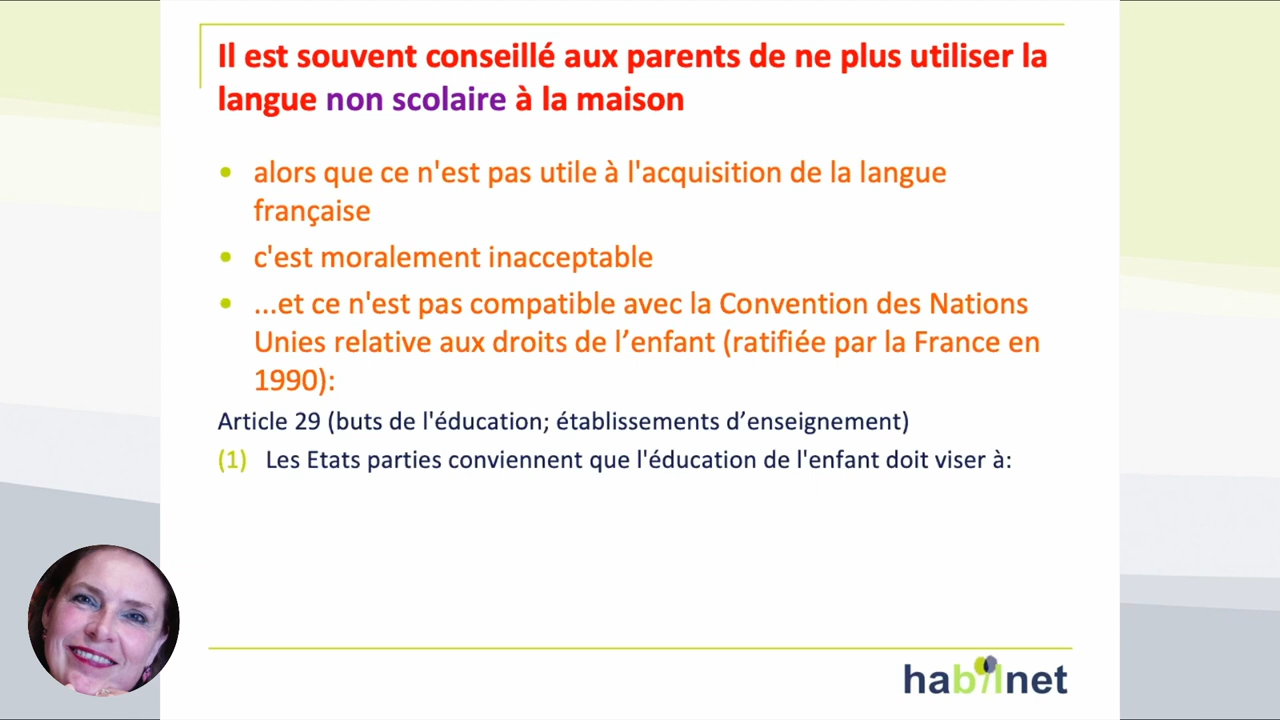 Il est souvent conseillé aux parents de ne plus utiliser la
langue non scolaire à la maison
• alors que ce n'est pas utile à l'acquisition de la langue
française
• c'est moralement inacceptable
• ...et ce n'est pas compatible avec la Convention des Nations
Unies relative aux droits de l’enfant (ratifiée par la France en
1990):
Article 29 (buts de l'éducation; établissements d’enseignement)
(1) Les Etats parties conviennent que l'éducation de l'enfant doit viser à:
habilnet